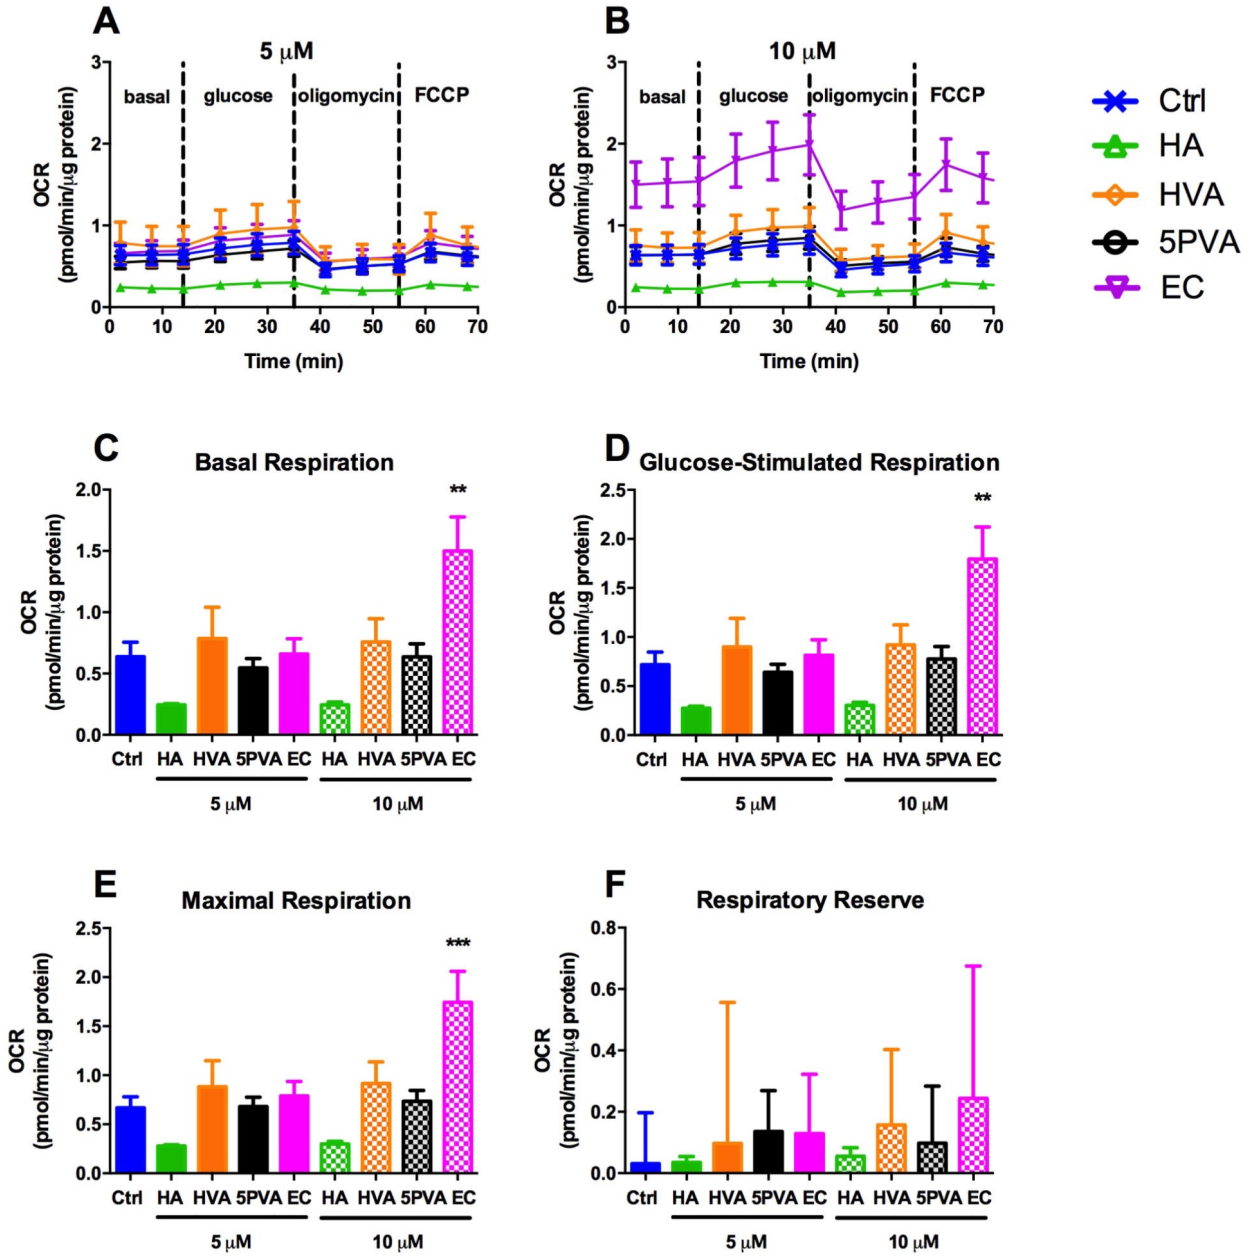 A
5 μM
3
2
1
0
basal
glucose
oligomycin
FCCP
OCR
(pmol/min/μg protein)
0 10 20 30 40 50 60 70
Time (min)
B
10 μM
3
2
1
0
basal
glucose
oligomycin
FCCP
OCR
(pmol/min/μg protein)
0 10 20 30 40 50 60 70
Time (min)
Ctrl
HA
HVA
5PVA
EC
C
Basal Respiration
2.0
1.5
1.0
0.5
0.0
**
OCR
(pmol/min/μg protein)
Ctrl HA HVA 5PVA EC HA HVA 5PVA EC
5 μM 10 μM
D
Glucose-Stimulated Respiration
2.5
2.0
1.5
1.0
0.5
0.0
**
OCR
(pmol/min/μg protein)
Ctrl HA HVA 5PVA EC HA HVA 5PVA EC
5 μM 10 μM
E
Maximal Respiration
2.5
2.0
1.5
1.0
0.5
0.0
***
OCR
(pmol/min/μg protein)
Ctrl HA HVA 5PVA EC HA HVA 5PVA EC
5 μM 10 μM
F
Respiratory Reserve
0.8
0.6
0.4
0.2
0.0
OCR
(pmol/min/μg protein)
Ctrl HA HVA 5PVA EC HA HVA 5PVA EC
5 μM 10 μM